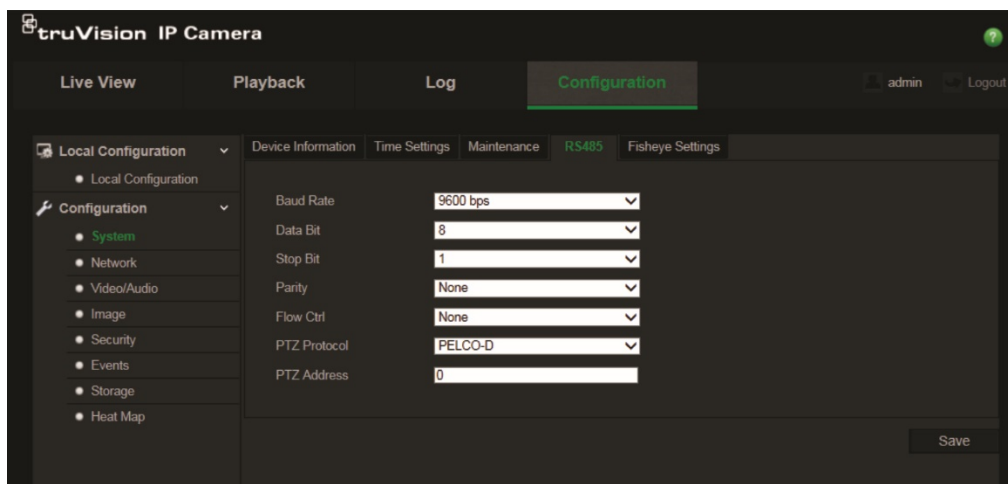 truVision IP Camera
?
Live View Playback Log Configuration admin Logout
Device Information Time Settings Maintenance RS485 Fisheye Settings
Local Configuration
Local Configuration
Configuration
System
Network
Video/Audio
Image
Security
Events
Storage
Heat Map
Baud Rate 9600 bps
Data Bit 8
Stop Bit 1
Parity None
Flow Ctrl None
PTZ Protocol PELCO-D
PTZ Address 0
Save